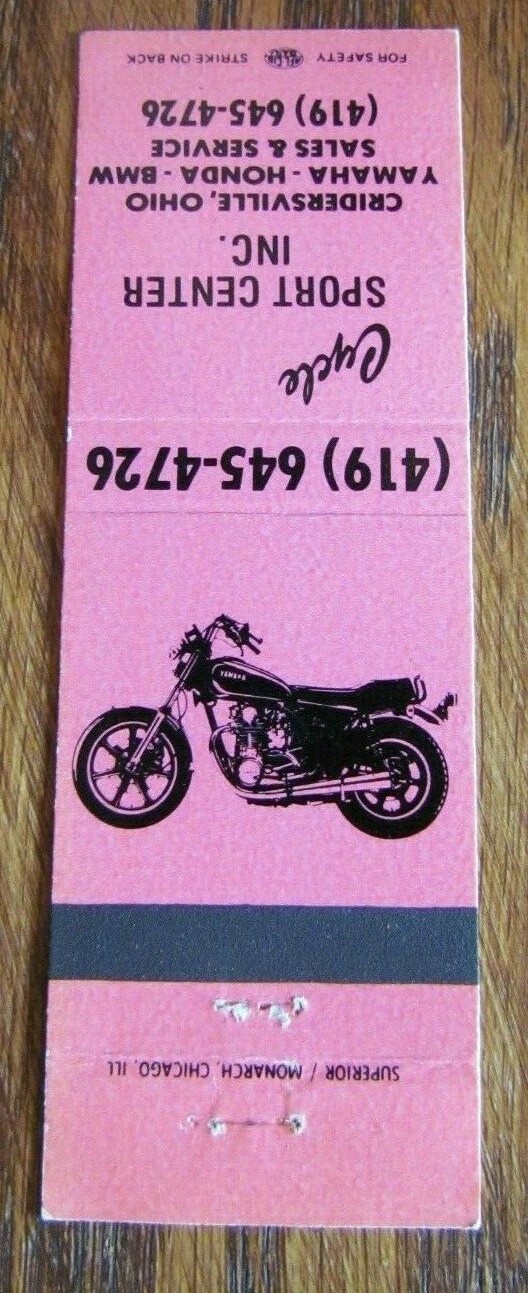 SUPERIOR / MONARCH, CHICAGO, ILL
YAMAHA
(419) 645-4726
Cycle
SPORT CENTER
INC.
CRIDERSVILLE, OHIO
YAMAHA - HONDA - BMW
SALES & SERVICE
(419) 645-4726
FOR SAFETY STRIKE ON BACK